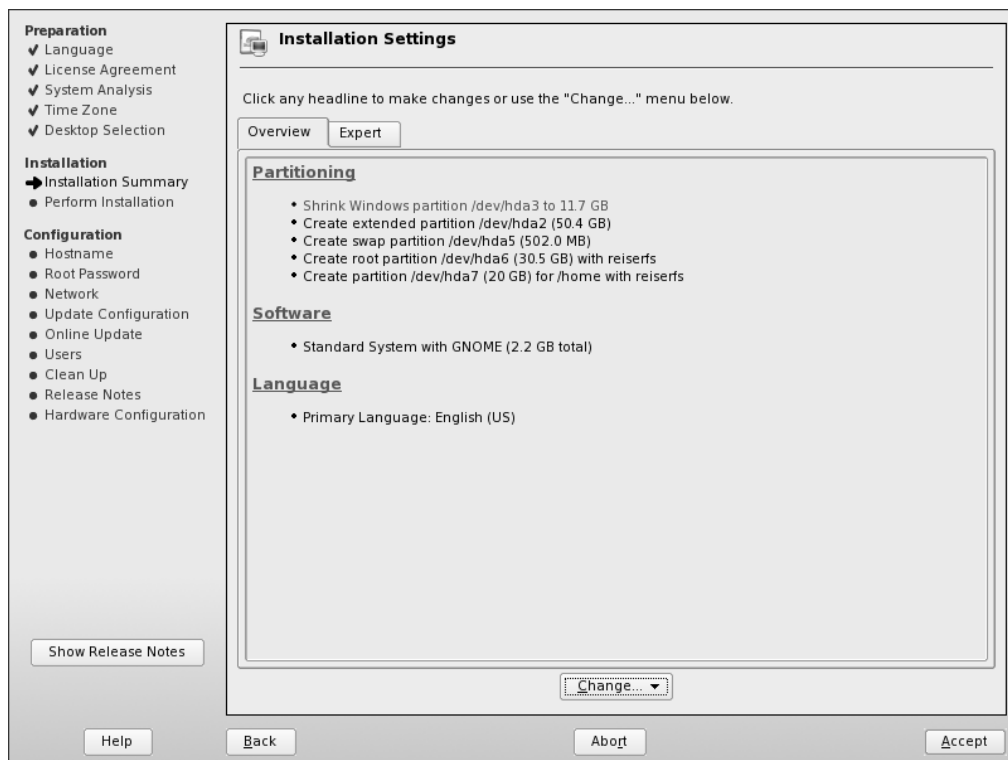 Preparation
Language
License Agreement
System Analysis
Time Zone
Desktop Selection
Installation
Installation Summary
Perform Installation
Configuration
Hostname
Root Password
Network
Update Configuration
Online Update
Users
Clean Up
Release Notes
Hardware Configuration
Show Release Notes
Installation Settings
Click any headline to make changes or use the "Change..." menu below.
Overview
Expert
Partitioning
Shrink Windows partition /dev/hda3 to 11.7 GB
Create extended partition /dev/hda2 (50.4 GB)
Create swap partition /dev/hda5 (502.0 MB)
Create root partition /dev/hda6 (30.5 GB) with reiserfs
Create partition /dev/hda7 (20 GB) for /home with reiserfs
Software
Standard System with GNOME (2.2 GB total)
Language
Primary Language: English (US)
Change...
Help
Back
Abort
Accept